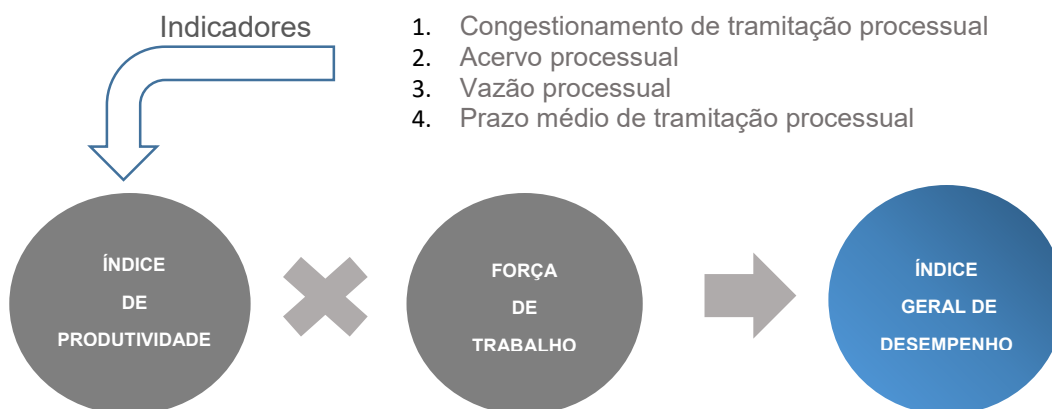 Indicadores
1. Congestionamento de tramitação processual
2. Acervo processual
3. Vazão processual
4. Prazo médio de tramitação processual
ÍNDICE
DE
PRODUTIVIDADE
FORÇA
DE
TRABALHO
ÍNDICE
GERAL DE
DESEMPENHO